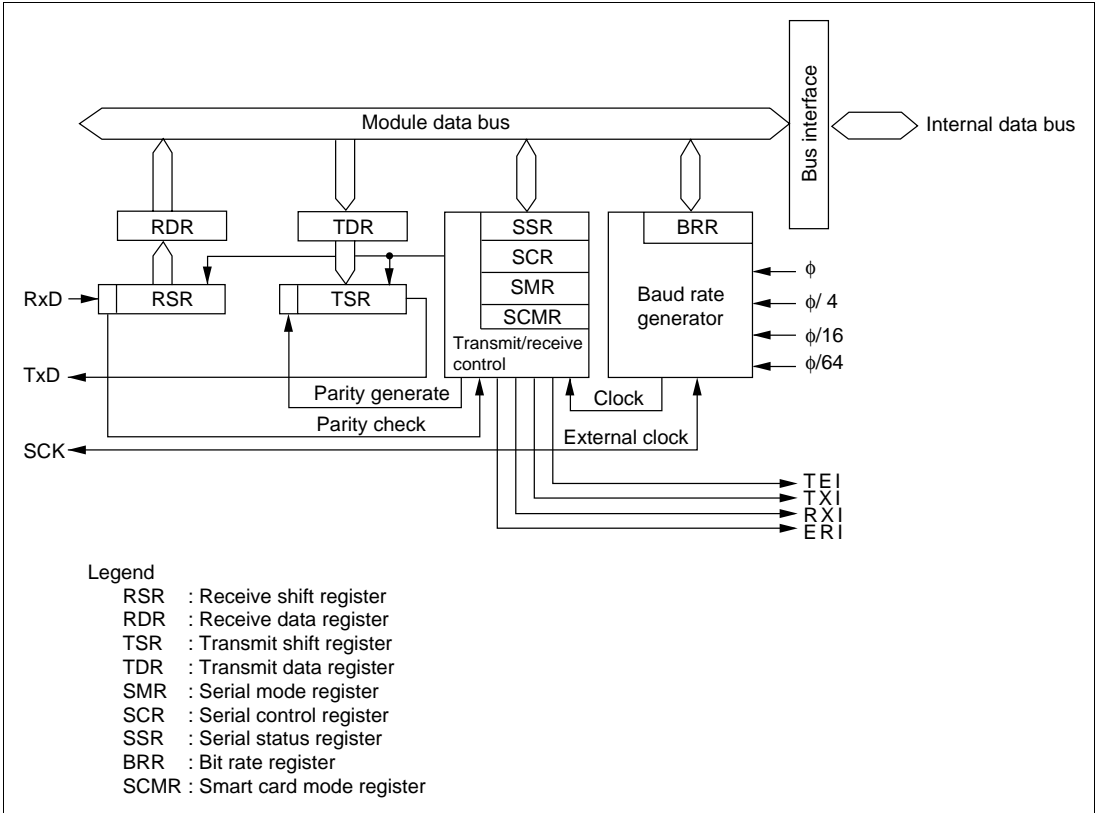 Module data bus
Bus interface
Internal data bus
RDR
TDR
SSR
BRR
SCR
RxD
RSR
TSR
SMR
Baud rate
generator
SCMR
Transmit/receive
control
ϕ
ϕ/ 4
ϕ/16
ϕ/64
TxD
Parity generate
Clock
Parity check
External clock
SCK
TEI
TXI
RXI
ERI
Legend
RSR : Receive shift register
RDR : Receive data register
TSR : Transmit shift register
TDR : Transmit data register
SMR : Serial mode register
SCR : Serial control register
SSR : Serial status register
BRR : Bit rate register
SCMR : Smart card mode register